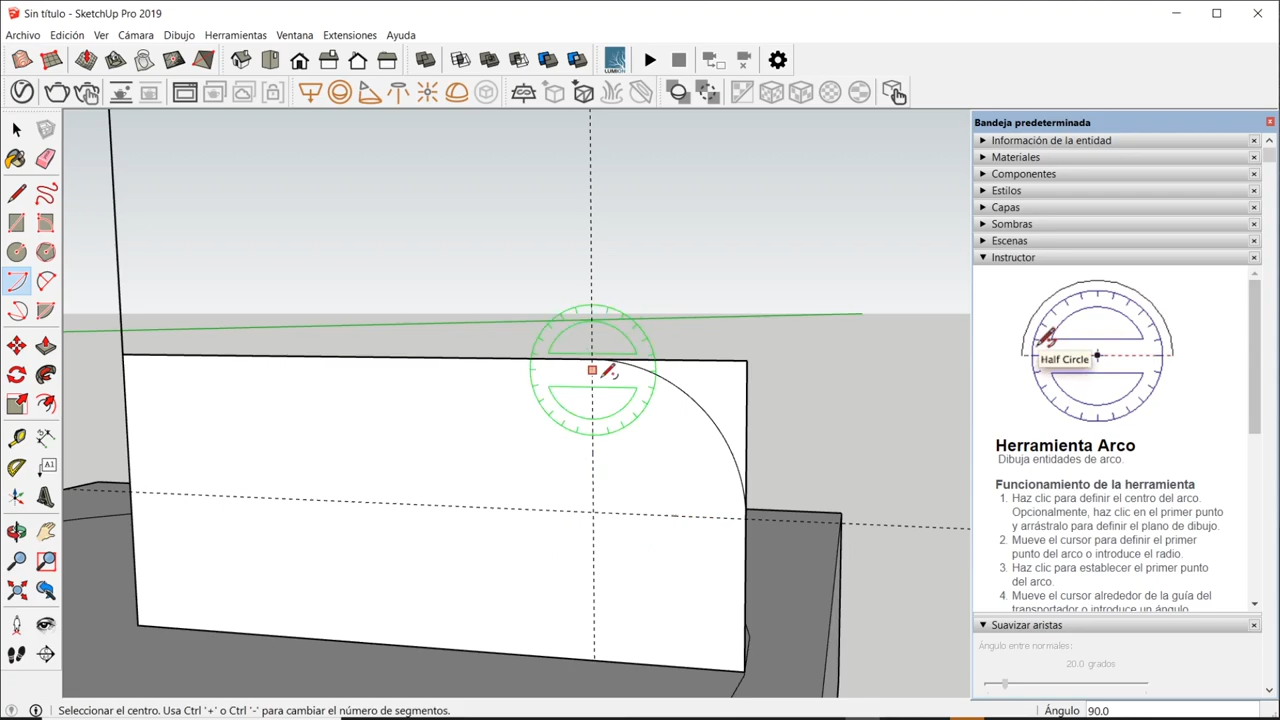 Sin título - SketchUp Pro 2019
Archivo Edición Ver Cámara Dibujo Herramientas Ventana Extensiones Ayuda
LUMION
A1
Bandeja predeterminada
Información de la entidad
Materiales
Componentes
Estilos
Capas
Sombras
Escenas
Instructor
Half Circle
Herramienta Arco
Dibuja entidades de arco.
Funcionamiento de la herramienta
1. Haz clic para definir el centro del arco.
Opcionalmente, haz clic en el primer punto
y arrástralo para definir el plano de dibujo.
2. Mueve el cursor para definir el primer
punto del arco o introduce el radio.
3. Haz clic para establecer el primer punto
del arco.
4. Mueve el cursor alrededor de la guía del
transportador o introduce un ángulo
Suavizar aristas
Ángulo entre normales:
20.0 grados
Seleccionar el centro. Usa Ctrl '+' o Ctrl '-' para cambiar el número de segmentos.
Ángulo 90.0